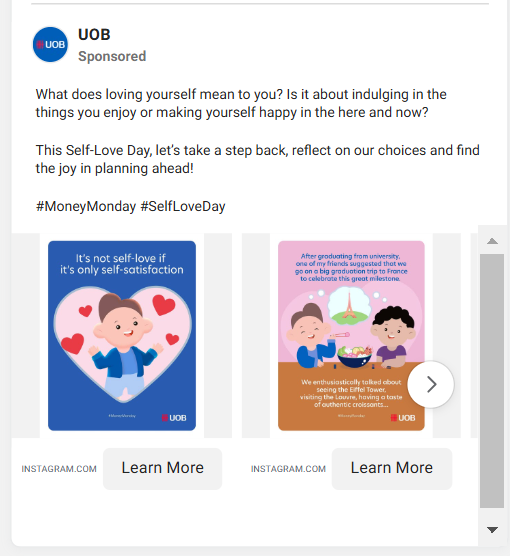 UOB
UOB
Sponsored
What does loving yourself mean to you? Is it about indulging in the
things you enjoy or making yourself happy in the here and now?
This Self-Love Day, let's take a step back, reflect on our choices and find
the joy in planning ahead!
#MoneyMonday #SelfLoveDay
It's not self-love if
it's only self-satisfaction
#MoneyMonday
UOB
After graduating from university,
one of my friends suggested that we
go on a big graduation trip to France
to celebrate this great milestone.
We enthusiastically talked about
seeing the Eiffel Tower,
visiting the Louvre, having a taste
of authentic croissants...
#MoneyMonday
UOB
INSTAGRAM.COM
Learn More
INSTAGRAM.COM
Learn More